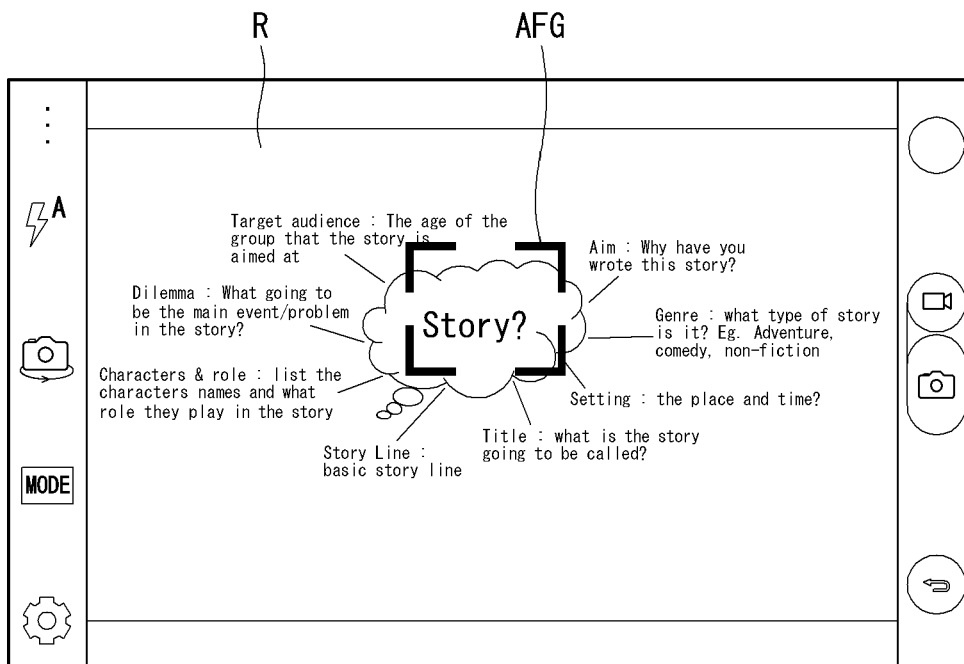 R
AFG
A
Target audience : The age of the
group that the story is
aimed at
Aim : Why have you
wrote this story?
Dilemma : What going to
be the main event/problem
in the story?
Story?
Genre : what type of story
is it? Eg. Adventure,
comedy, non-fiction
Characters & role : list the
characters names and what
role they play in the story
Setting : the place and time?
Story Line :
basic story line
Title : what is the story
going to be called?
MODE